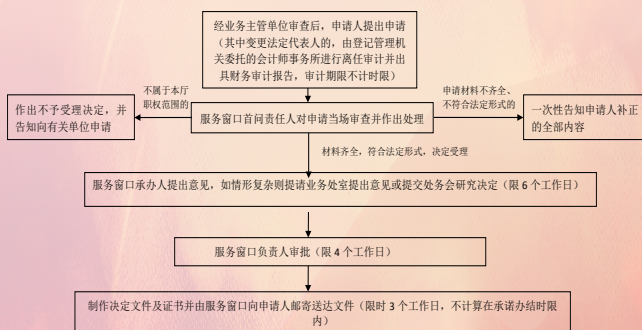 经业务主管单位审查后，申请人提出申请
（其中变更法定代表人的，由登记管理机
关委托的会计师事务所进行离任审计并出
具财务审计报告，审计期限不计时限）
不属于本厅
职权范围的
申请材料不齐全、
不符合法定形式的
作出不予受理决定，并
告知向有关单位申请
服务窗口首问责任人对申请当场审查并作出处理
一次性告知申请人补正
的全部内容
材料齐全，符合法定形式，决定受理
服务窗口承办人提出意见，如情形复杂则提请业务处室提出意见或提交处务会研究决定（限 6 个工作日）
服务窗口负责人审批（限 4 个工作日）
制作决定文件及证书并由服务窗口向申请人邮寄送达文件（限时 3 个工作日，不计算在承诺办结时限
内）